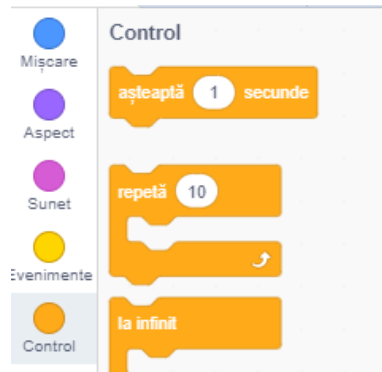 Mișcare
Aspect
Sunet
Evenimente
Control
Control
așteaptă 1 secunde
repetă 10
la infinit